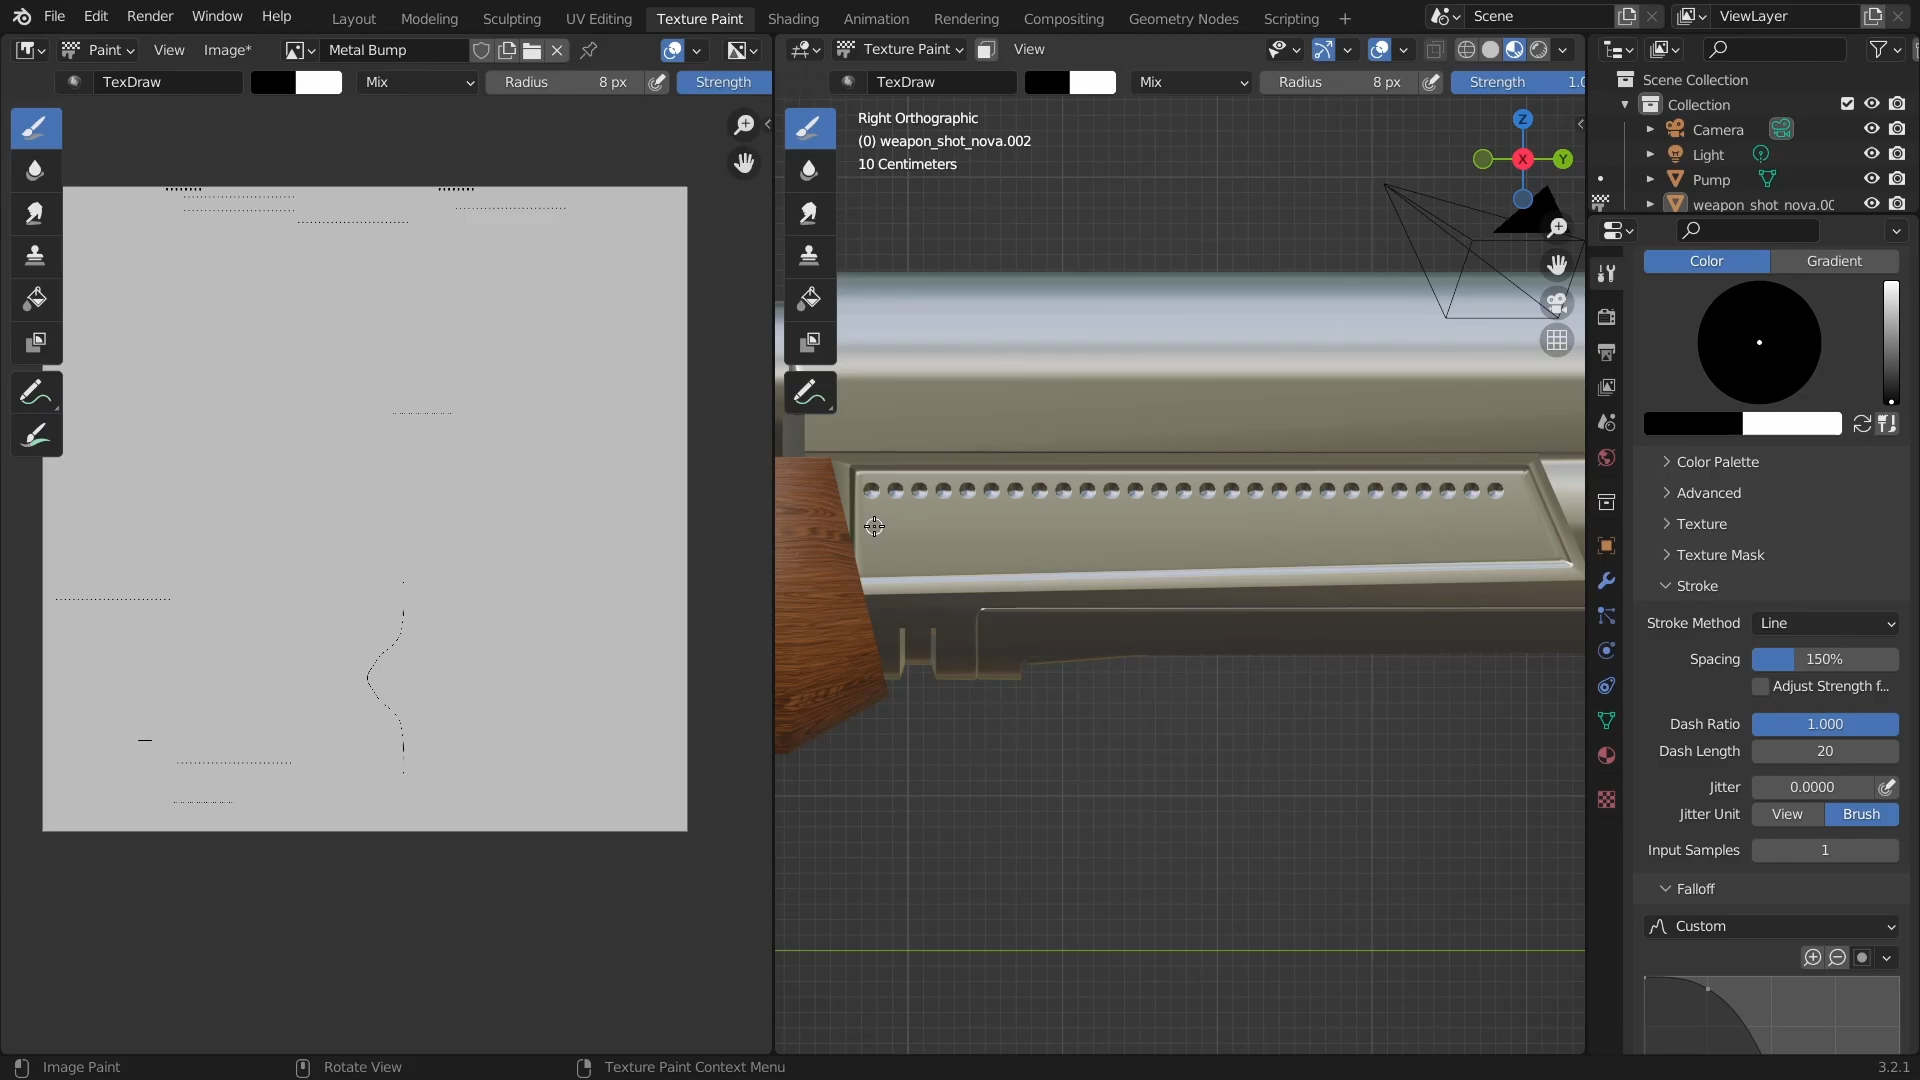 File Edit Render Window Help Layout Modeling Sculpting UV Editing Texture Paint Shading Animation Rendering Compositing Geometry Nodes Scripting Scene ViewLayer
Paint View Image* Metal Bump Texture Paint View
TexDraw Mix Radius 8 px Strength TexDraw Mix Radius 8 px Strength 1.0
Scene Collection
Collection
Camera
Light
Pump
weapon_shot_nova.00
Right Orthographic
(0) weapon_shot_nova.002
10 Centimeters
Z
X
Y
Color Gradient
Color Palette
Advanced
Texture
Texture Mask
Stroke
Stroke Method Line
Spacing 150%
Adjust Strength f...
Dash Ratio 1.000
Dash Length 20
Jitter 0.0000
Jitter Unit View Brush
Input Samples 1
Falloff
Custom
Image Paint Rotate View Texture Paint Context Menu 3.2.1